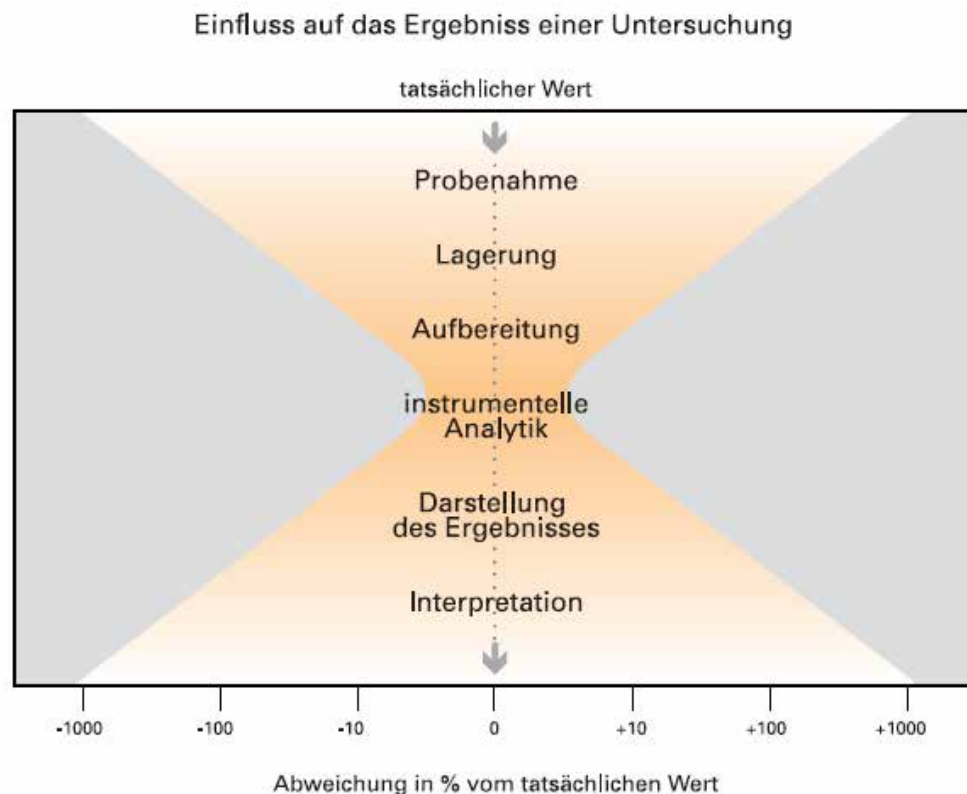 Einfluss auf das Ergebniss einer Untersuchung
tatsächlicher Wert
Probenahme
Lagerung
Aufbereitung
instrumentelle
Analytik
Darstellung
des Ergebnisses
Interpretation
-1000 -100 -10 0 +10 +100 +1000
Abweichung in % vom tatsächlichen Wert